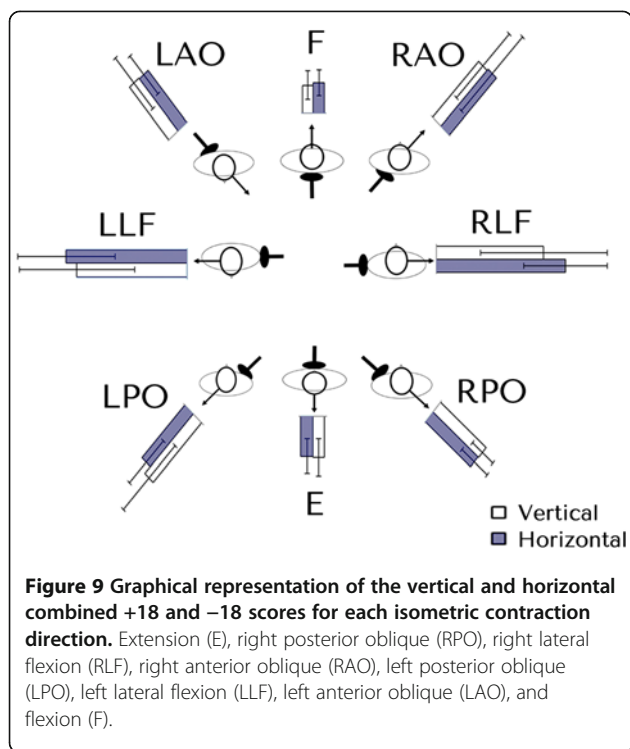 F
LAO
RAO
LLF
RLF
LPO
RPO
E
Vertical
Horizontal
Figure 9 Graphical representation of the vertical and horizontal
combined +18 and −18 scores for each isometric contraction
direction. Extension (E), right posterior oblique (RPO), right lateral
flexion (RLF), right anterior oblique (RAO), left posterior oblique
(LPO), left lateral flexion (LLF), left anterior oblique (LAO), and
flexion (F).